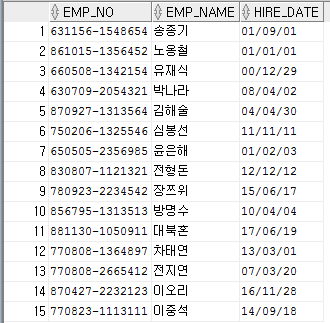 EMP_NO EMP_NAME HIRE_DATE
1 631156-1548654 송종기 01/09/01
2 861015-1356452 노옹철 01/01/01
3 660508-1342154 유재식 00/12/29
4 630709-2054321 박나라 08/04/02
5 870927-1313564 김해술 04/04/30
6 750206-1325546 심봉선 11/11/11
7 650505-2356985 윤은해 01/02/03
8 830807-1121321 전형돈 12/12/12
9 780923-2234542 장쯔위 15/06/17
10 856795-1313513 방명수 10/04/04
11 881130-1050911 대북혼 17/06/19
12 770808-1364897 차태연 13/03/01
13 770808-2665412 전지연 07/03/20
14 870427-2232123 이오리 16/11/28
15 770823-1113111 이중석 14/09/18